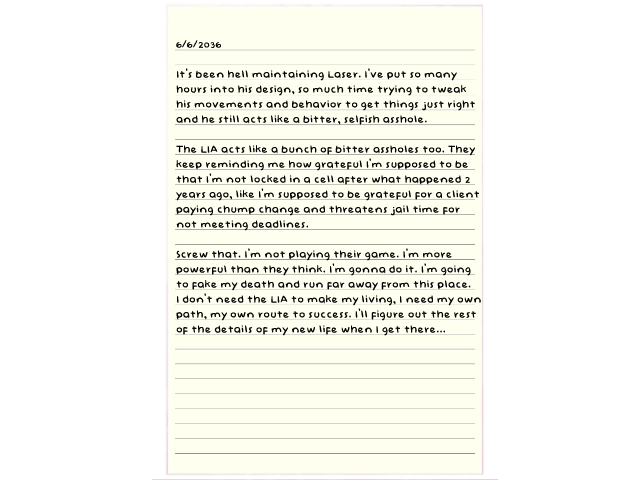 6/6/2036
It's been hell maintaining Laser. I've put so many
hours into his design, so much time trying to tweak
his movements and behavior to get things just right
and he still acts like a bitter, selfish asshole.
The LIA acts like a bunch of bitter assholes too. They
keep reminding me how grateful I'm supposed to be
that I'm not locked in a cell after what happened 2
years ago, like I'm supposed to be grateful for a client
paying chump change and threatens jail time for
not meeting deadlines.
Screw that. I'm not playing their game. I'm more
powerful than they think. I'm gonna do it. I'm going
to fake my death and run far away from this place.
I don't need the LIA to make my living, I need my own
path, my own route to success. I'll figure out the rest
of the details of my new life when I get there...